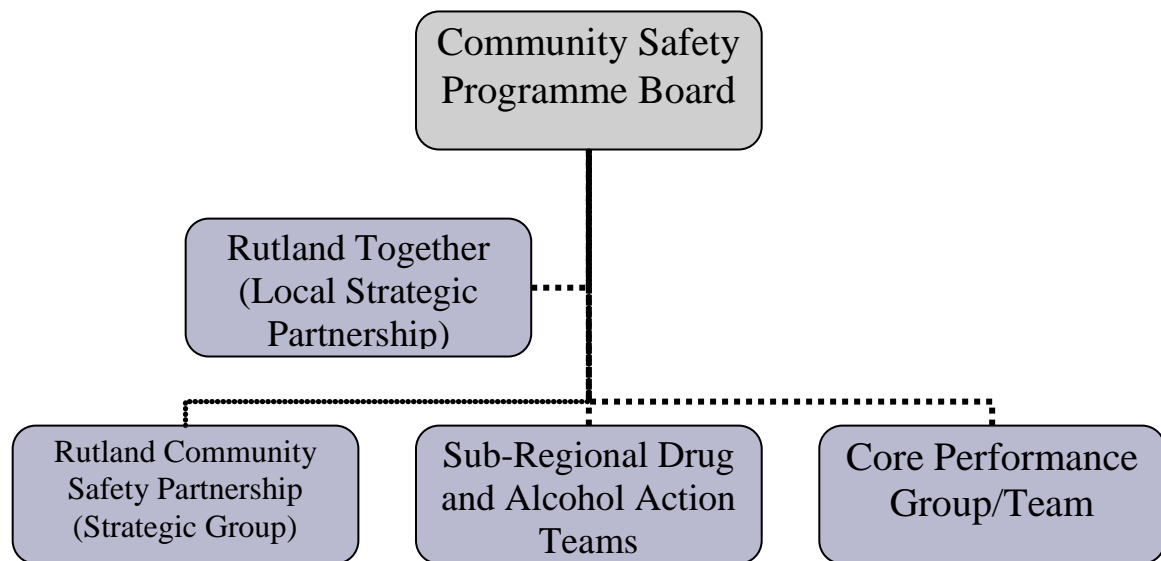 Community Safety
Programme Board
Rutland Together
(Local Strategic
Partnership)
Rutland Community
Safety Partnership
(Strategic Group)
Sub-Regional Drug
and Alcohol Action
Teams
Core Performance
Group/Team